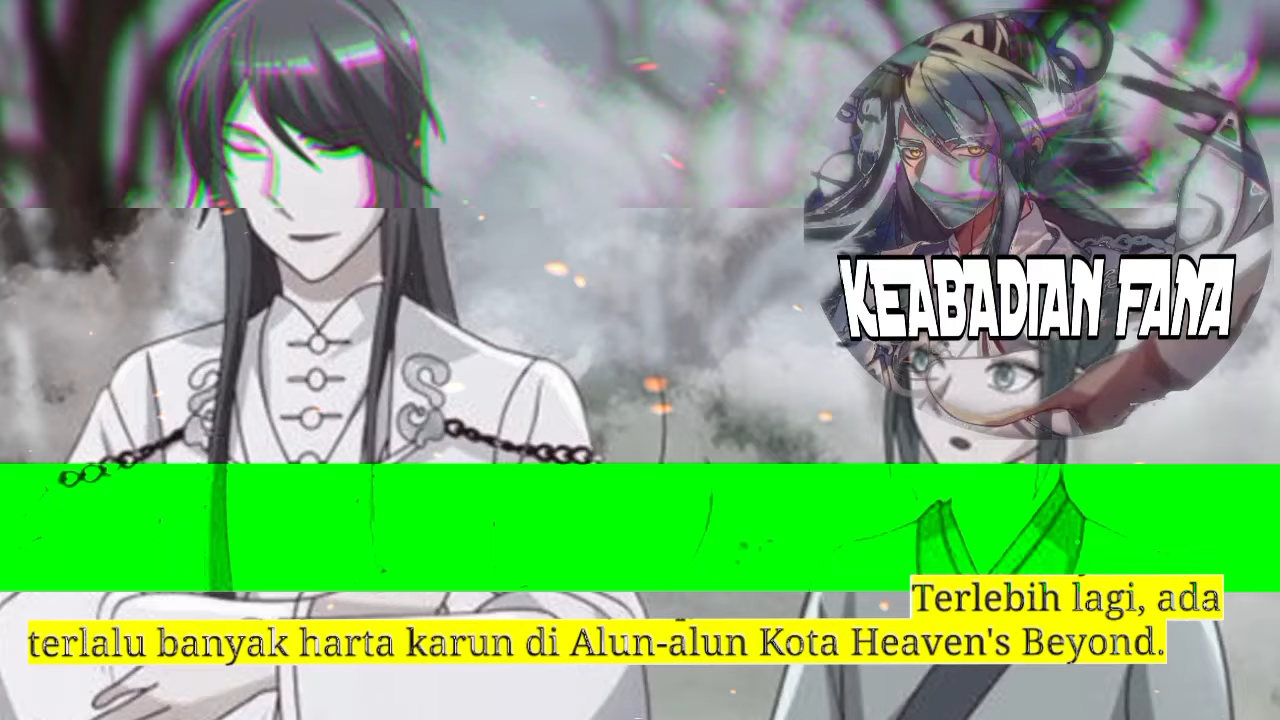 KEABADIAN FANA
Terlebih lagi, ada
terlalu banyak harta karun di Alun-alun Kota Heaven's Beyond.